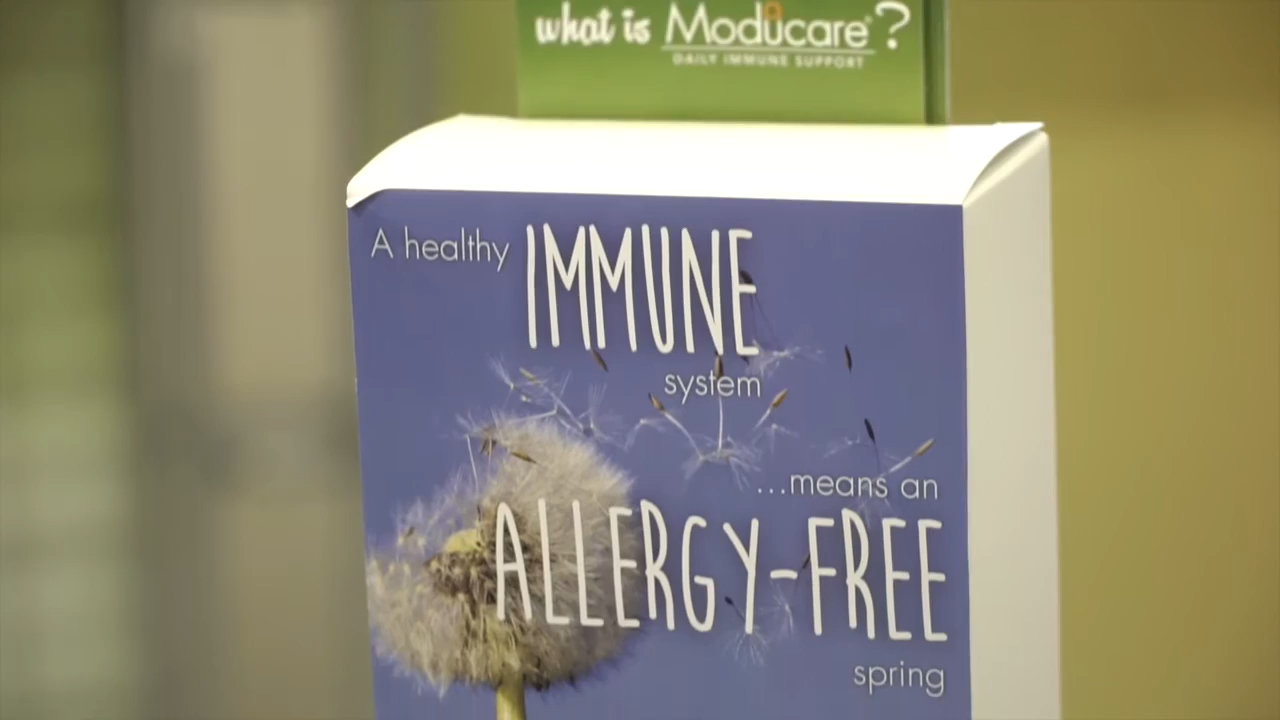 what is Moducare®?
DAILY IMMUNE SUPPORT
A healthy IMMUNE
system
...means an
ALLERGY-FREE
spring